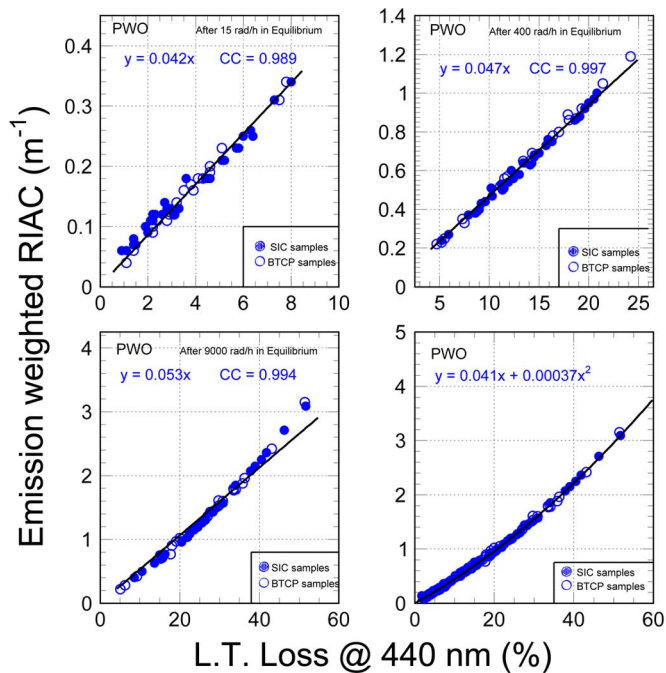 Emission weighted RIAC (m⁻¹)
PWO After 15 rad/h in Equilibrium
y = 0.042x CC = 0.989
0.4
0.3
0.2
0.1
0
SIC samples
BTCP samples
0 2 4 6 8 10
PWO After 400 rad/h in Equilibrium
y = 0.047x CC = 0.997
1.4
1.2
1.0
0.8
0.6
0.4
0.2
0
SIC samples
BTCP samples
5 10 15 20 25
PWO After 9000 rad/h in Equilibrium
y = 0.053x CC = 0.994
4
3
2
1
0
SIC samples
BTCP samples
0 20 40 60
PWO
y = 0.041x + 0.00037x²
5
4
3
2
1
0
SIC samples
BTCP samples
0 10 20 30 40 50 60
L.T. Loss @ 440 nm (%)